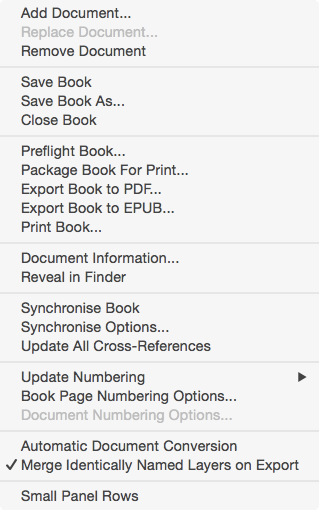 Add Document...
Replace Document...
Remove Document
Save Book
Save Book As...
Close Book
Preflight Book...
Package Book For Print...
Export Book to PDF...
Export Book to EPUB...
Print Book...
Document Information...
Reveal in Finder
Synchronise Book
Synchronise Options...
Update All Cross-References
Update Numbering
Book Page Numbering Options...
Document Numbering Options...
Automatic Document Conversion
Merge Identically Named Layers on Export
Small Panel Rows